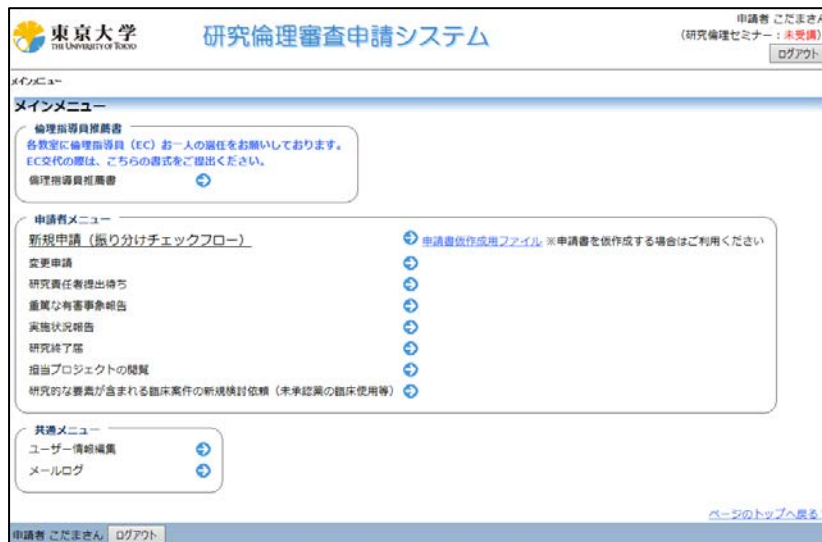 東京大学
THE UNIVERSITY OF TOKYO
研究倫理審査申請システム
申請者 こだまさん
(研究倫理セミナー：未受講)
ログアウト
メインメニュー
メインメニュー
倫理指導員推薦書
各教室に倫理指導員（EC）お一人の選任をお願いしております。
EC交代の際は、こちらの書式をご提出ください。
倫理指導員推薦書
申請者メニュー
新規申請（振り分けチェックフロー） 申請書仮作成用ファイル ※申請書を仮作成する場合はご利用ください
変更申請
研究責任者提出待ち
重篤な有害事象報告
実施状況報告
研究終了届
担当プロジェクトの閲覧
研究的な要素が含まれる臨床案件の新規検討依頼（未承認薬の臨床使用等）
共通メニュー
ユーザー情報編集
メールログ
ページのトップへ戻る
申請者 こだまさん ログアウト